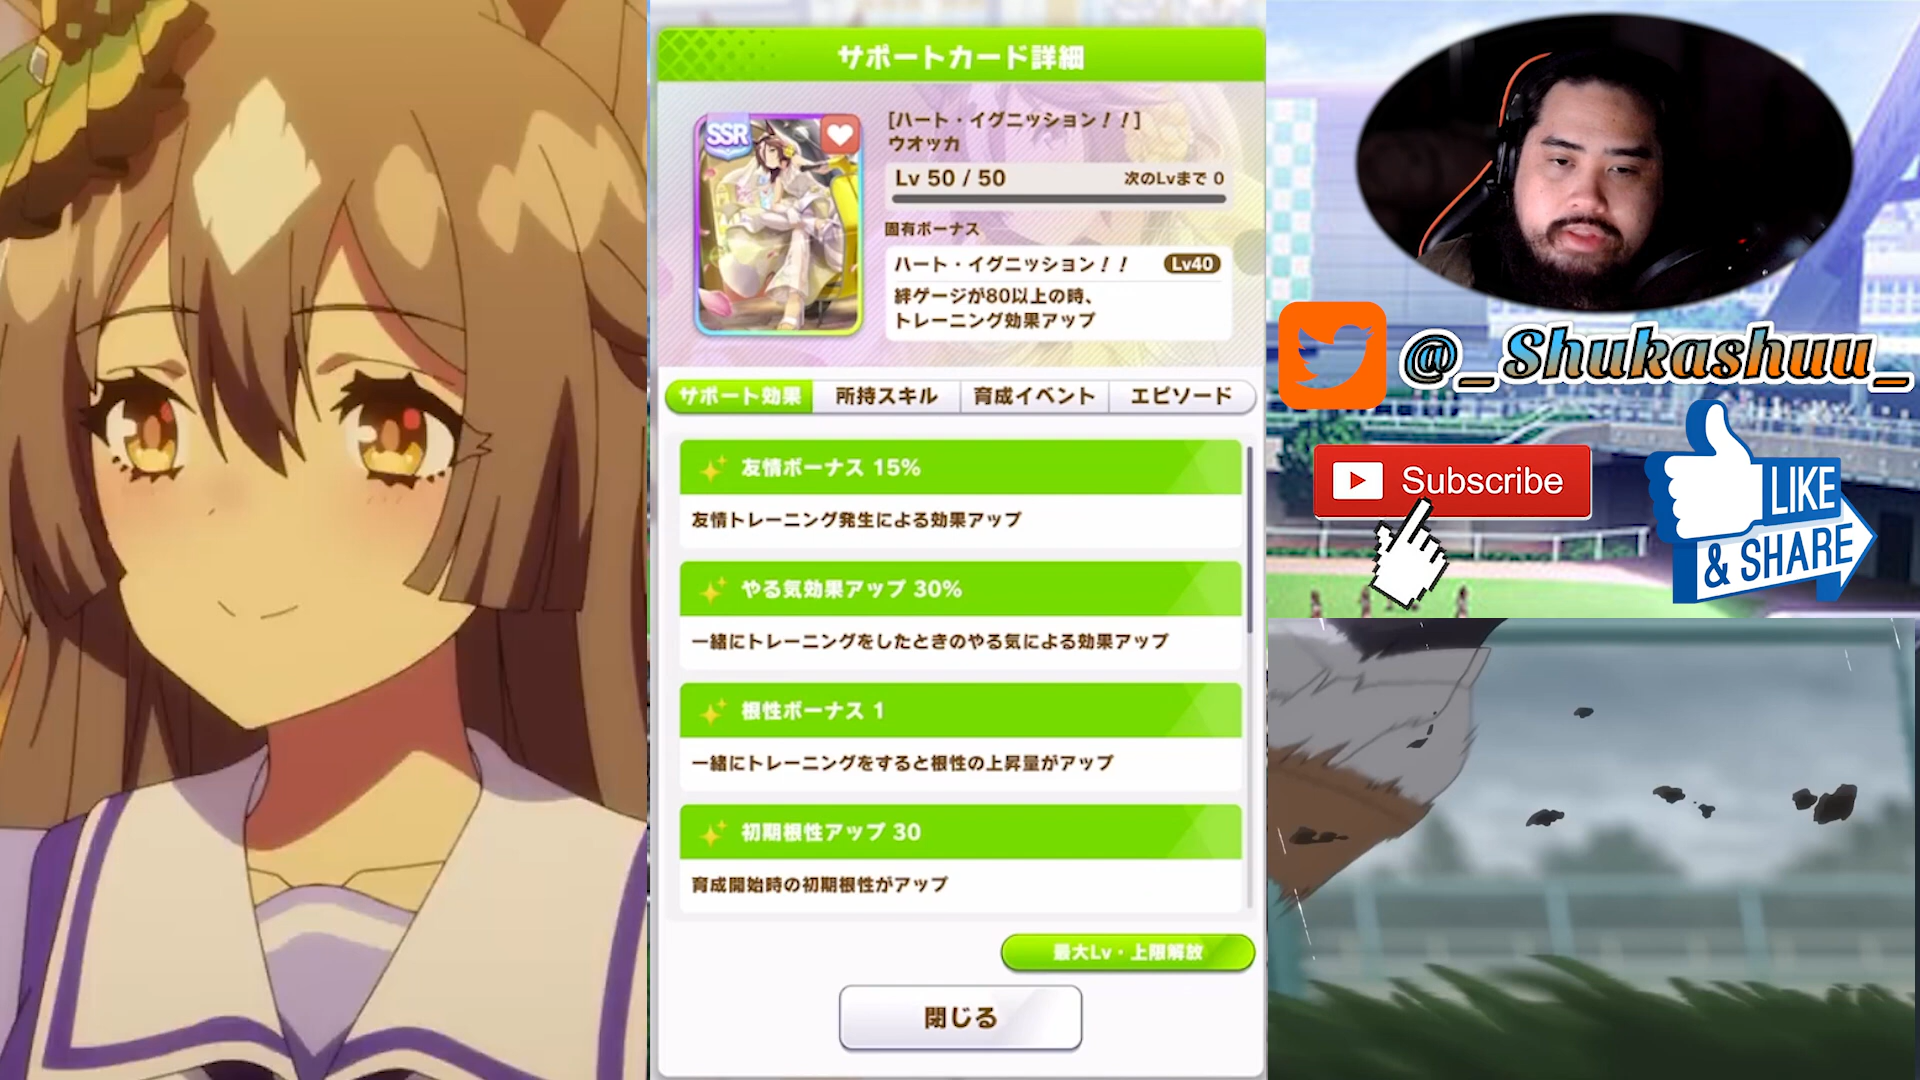 サポートカード詳細
SSR
[ハート・イグニッション！！]
ウオッカ
Lv 50 / 50
次のLvまで 0
固有ボーナス
ハート・イグニッション！！
Lv40
絆ゲージが80以上の時、
トレーニング効果アップ
サポート効果
所持スキル
育成イベント
エピソード
友情ボーナス 15%
友情トレーニング発生による効果アップ
やる気効果アップ 30%
一緒にトレーニングをしたときのやる気による効果アップ
根性ボーナス 1
一緒にトレーニングをすると根性の上昇量がアップ
初期根性アップ 30
育成開始時の初期根性がアップ
最大Lv・上限解放
閉じる
@_Shukashuu_
Subscribe
LIKE
& SHARE